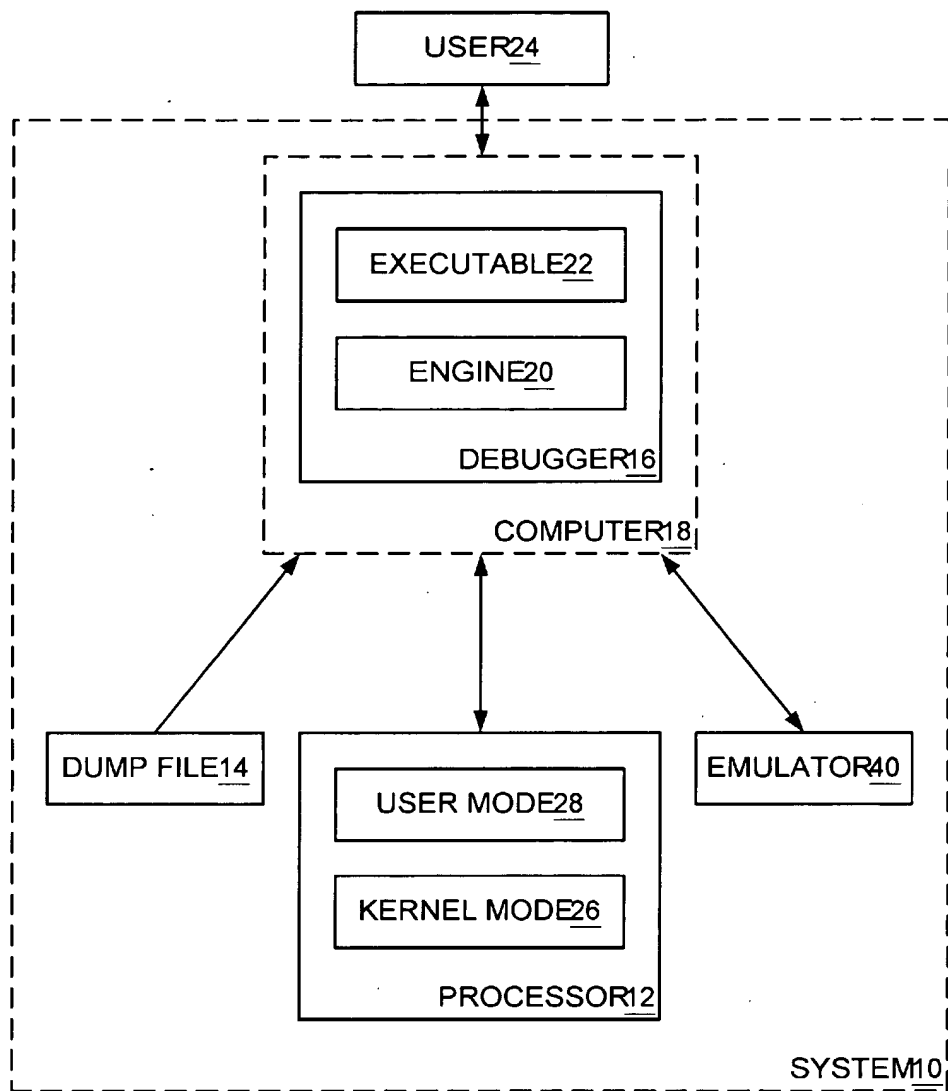 USER24
EXECUTABLE22
ENGINE20
DEBUGGER16
COMPUTER18
DUMP FILE14
EMULATOR40
USER MODE28
KERNEL MODE26
PROCESSOR12
SYSTEM10